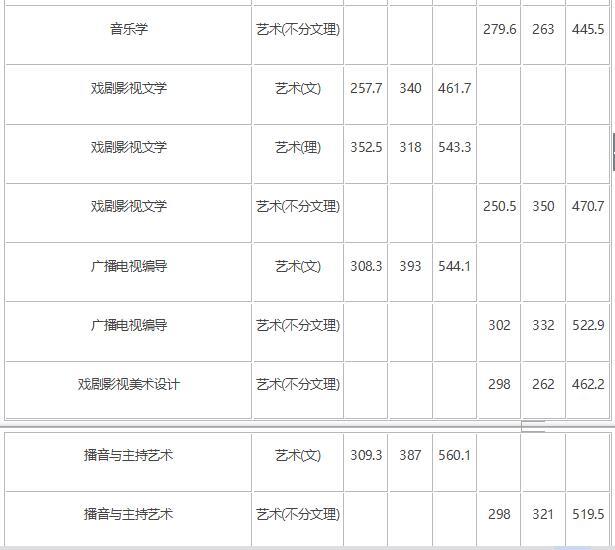 音乐学 艺术(不分文理) 279.6 263 445.5
戏剧影视文学 艺术(文) 257.7 340 461.7
戏剧影视文学 艺术(理) 352.5 318 543.3
戏剧影视文学 艺术(不分文理) 250.5 350 470.7
广播电视编导 艺术(文) 308.3 393 544.1
广播电视编导 艺术(不分文理) 302 332 522.9
戏剧影视美术设计 艺术(不分文理) 298 262 462.2
播音与主持艺术 艺术(文) 309.3 387 560.1
播音与主持艺术 艺术(不分文理) 298 321 519.5